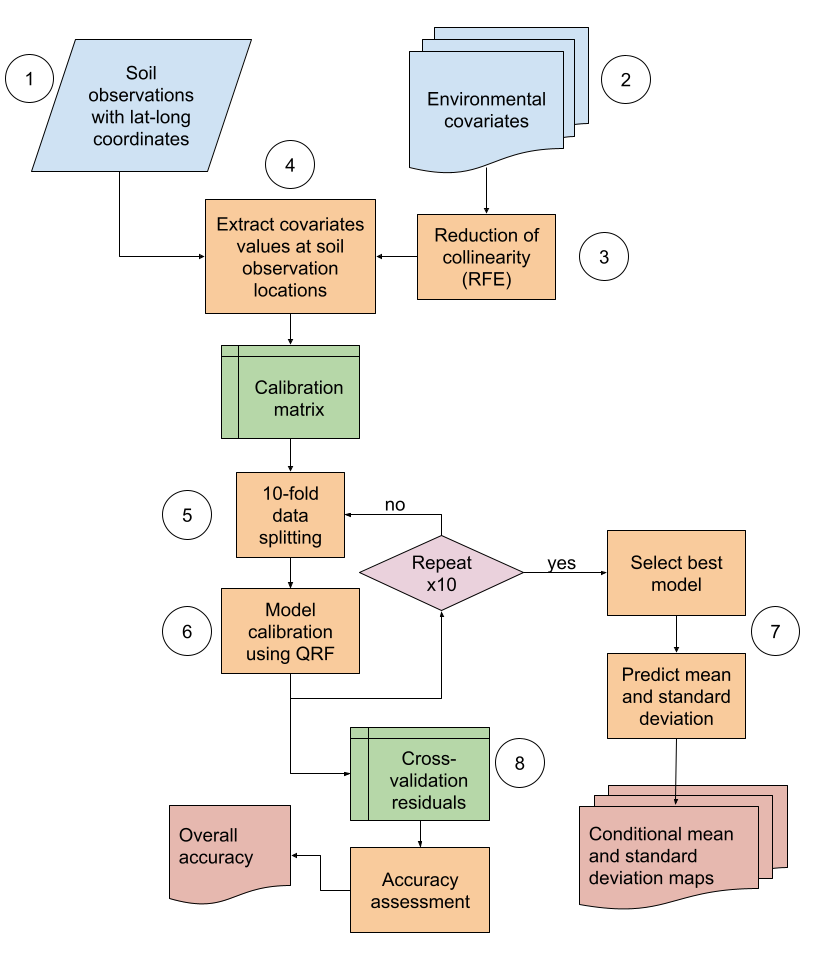 1
Soil
observations
with lat-long
coordinates
Environmental
covariates
2
4
Extract covariates
values at soil
observation
locations
Reduction of
collinearity
(RFE)
3
Calibration
matrix
5
10-fold
data
splitting
no
Repeat
x10
yes
Select best
model
6
Model
calibration
using QRF
7
Predict mean
and standard
deviation
Cross-
validation
residuals
8
Overall
accuracy
Accuracy
assessment
Conditional mean
and standard
deviation maps